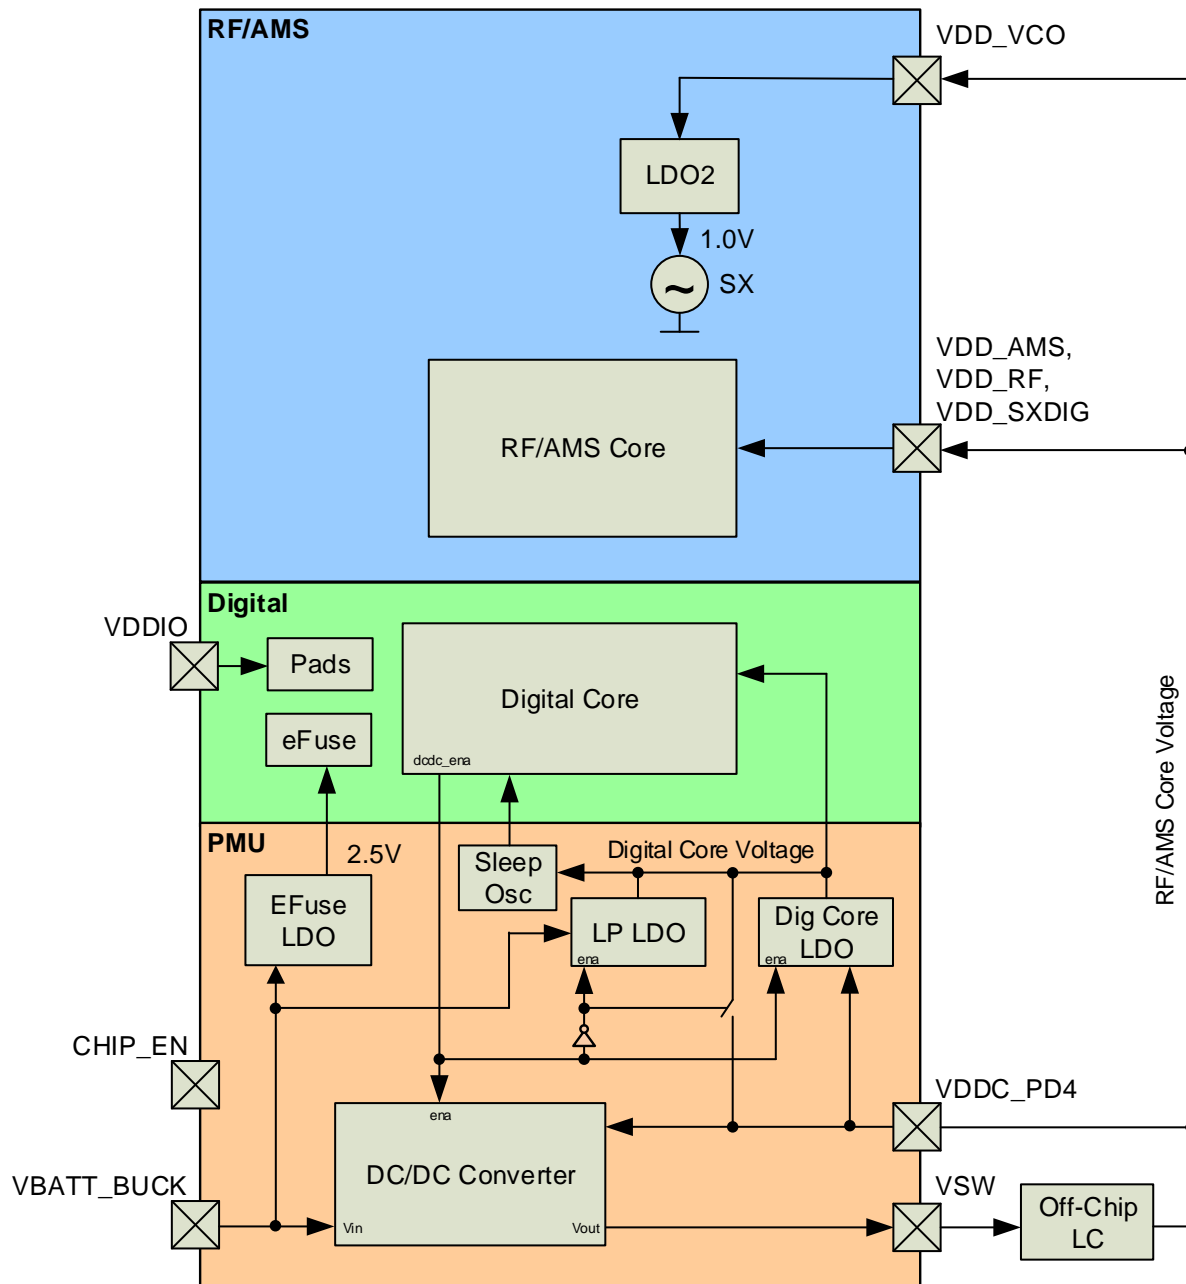 RF/AMS
VDD_VCO
LDO2
1.0V
SX
~
VDD_AMS,
VDD_RF,
VDD_SXDIG
RF/AMS Core
Digital
VDDIO
Pads
Digital Core
eFuse
dcdc_ena
RF/AMS Core Voltage
PMU
2.5V
Sleep
Osc
Digital Core Voltage
EFuse
LDO
LP LDO
ena
Dig Core
LDO
ena
CHIP_EN
VDDC_PD4
ena
DC/DC Converter
VBATT_BUCK
Vin
Vout
VSW
Off-Chip
LC